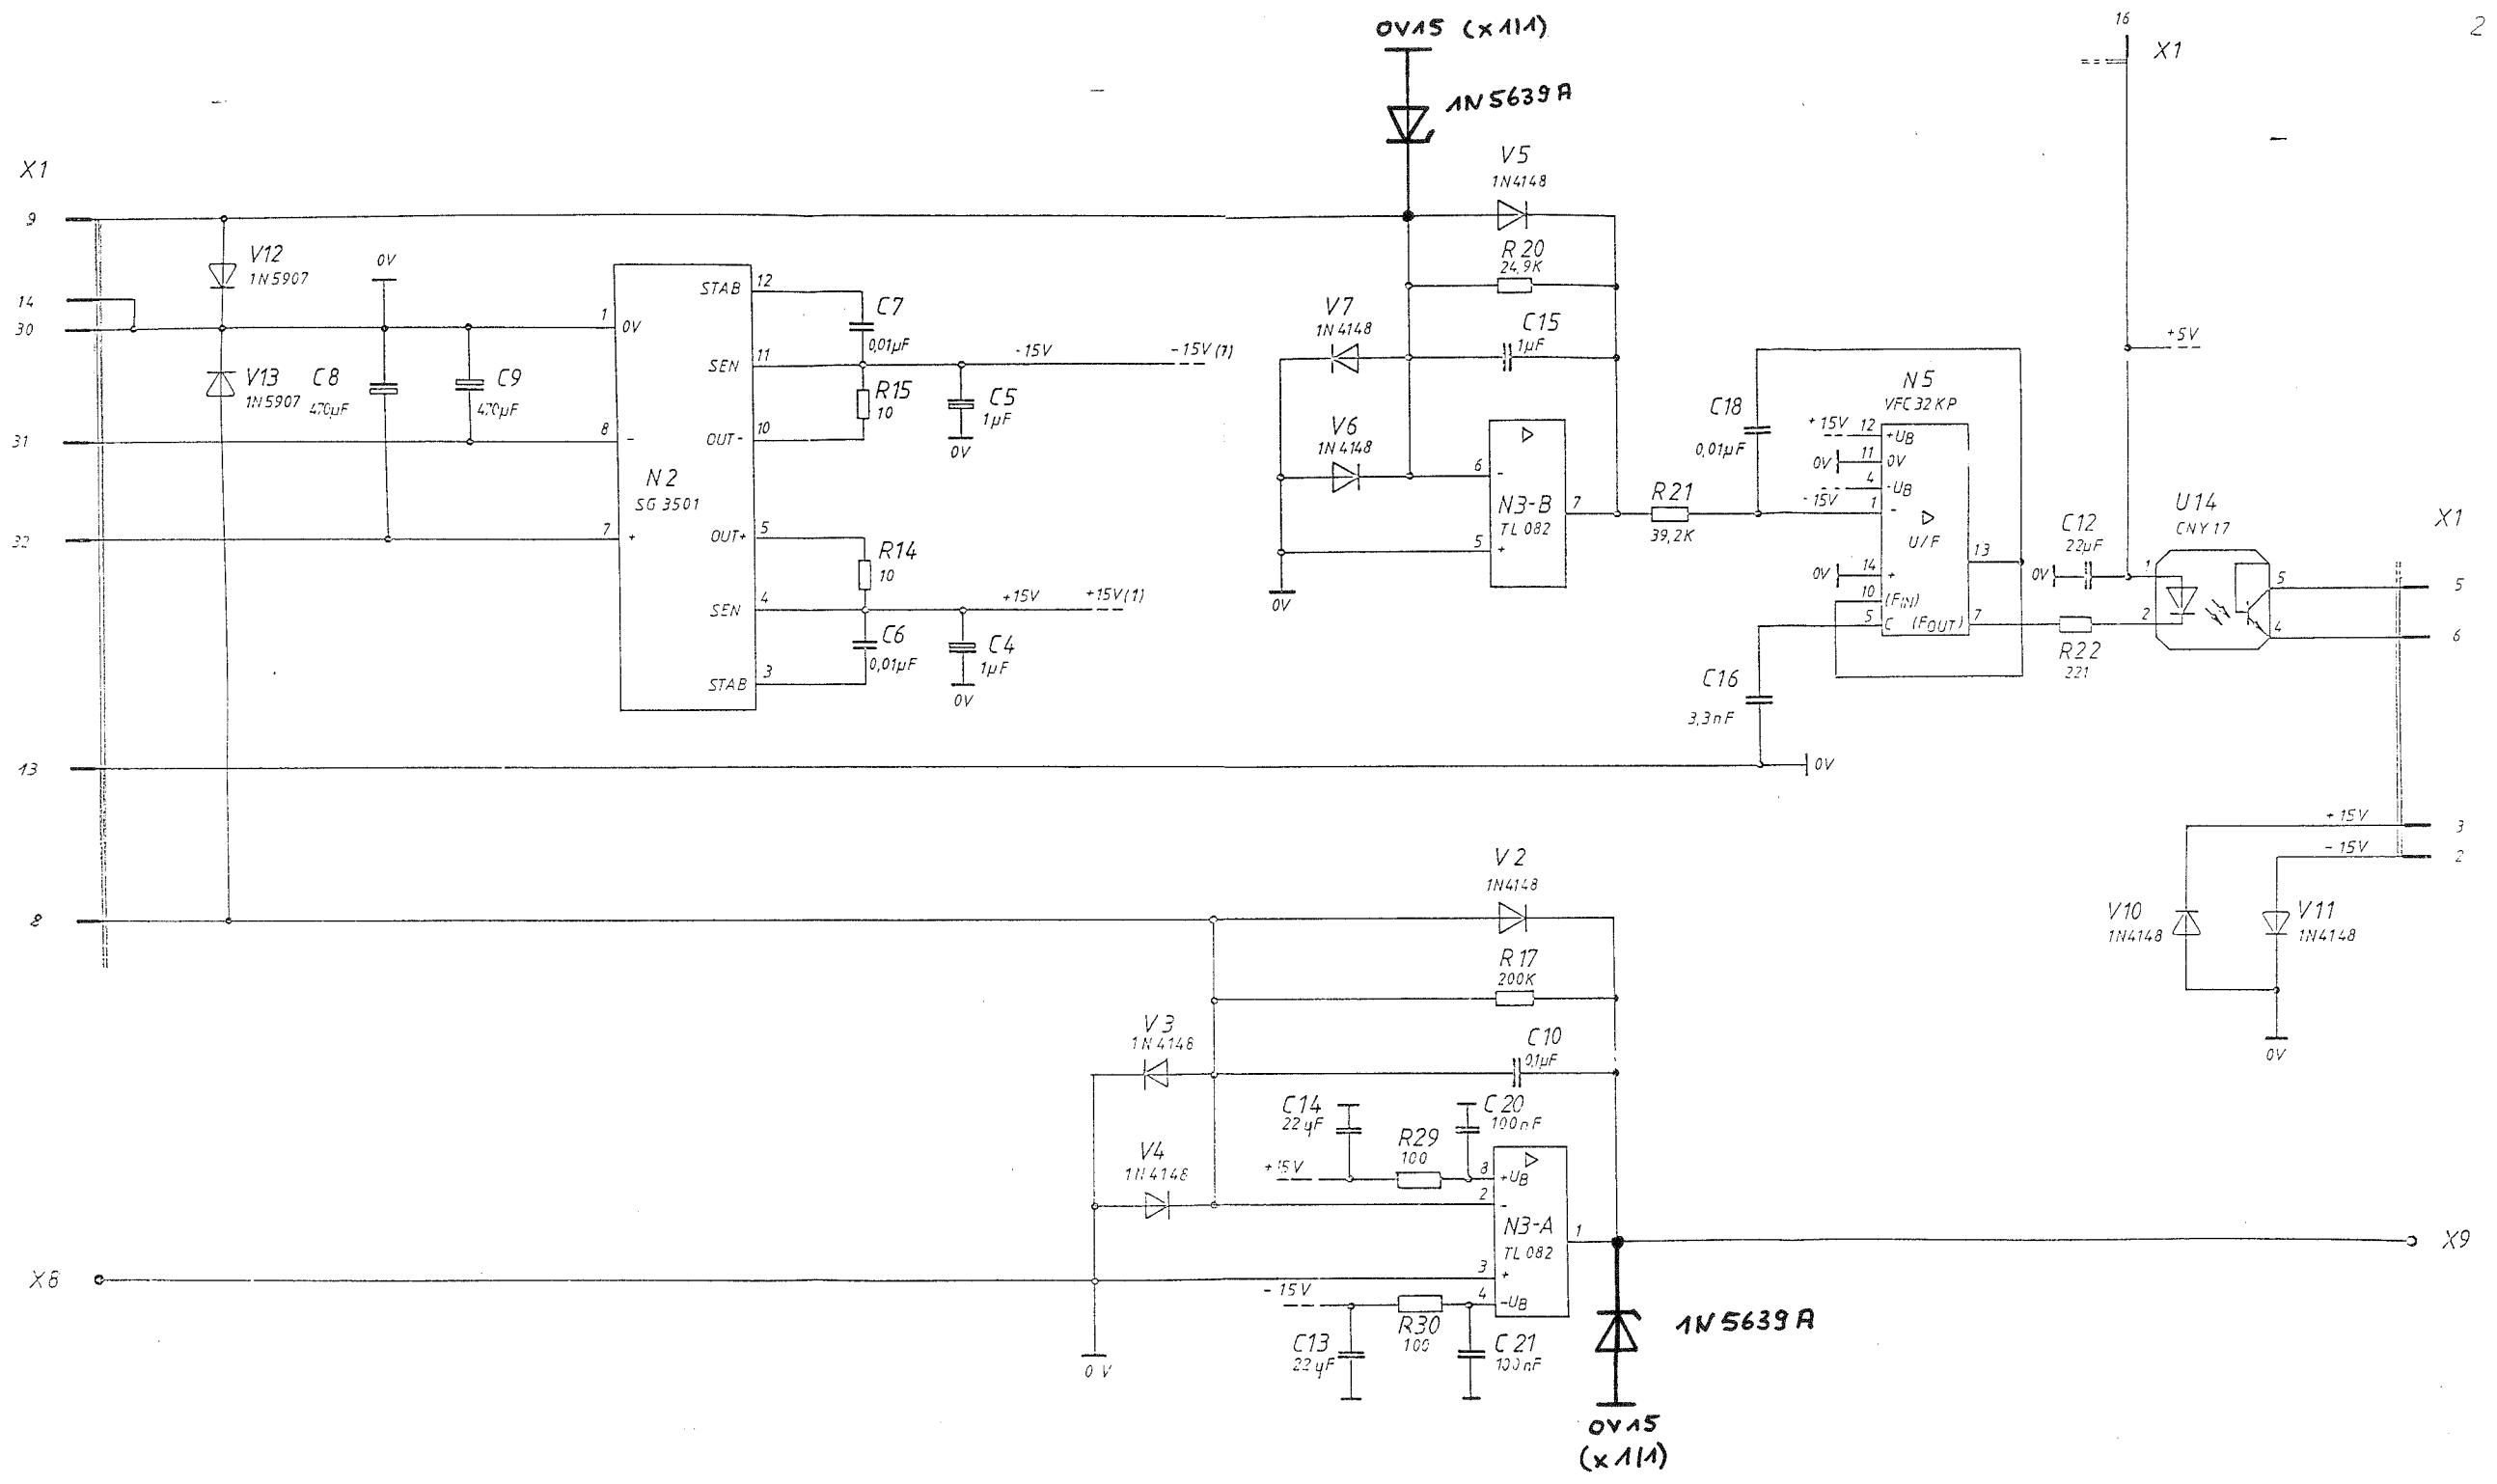 OV15 (x1|1)
16
X1
2
1N5639A
V5
1N4148
X1
9
V12
1N5907
0V
14
30
V13
1N5907
C8
470µF
C9
470µF
31
32
1
0V
8
-
7
+
N2
SG 3501
STAB
12
SEN
11
OUT-
10
OUT+
5
SEN
4
STAB
3
C7
0,01µF
-15V
-15V(1)
R15
10
C5
1µF
0V
R14
10
+15V
+15V(1)
C6
0,01µF
C4
1µF
0V
R20
24,9K
V7
1N4148
C15
1µF
V6
1N4148
6
-
N3-B
TL082
7
5
+
0V
R21
39,2K
C18
0,01µF
N5
VFC32KP
+15V
12
+UB
0V
11
0V
4
-UB
-15V
1
-
U/F
13
0V
14
+
10
(FIN)
5
C
(FOUT)
7
C16
3,3nF
+5V
C12
22µF
0V
R22
221
U14
CNY17
1
2
5
4
X1
5
6
13
0V
+15V
3
-15V
2
V10
1N4148
V11
1N4148
0V
8
V2
1N4148
R17
200K
V3
1N4148
C10
0,1µF
C14
22µF
C20
100nF
R29
100
+15V
8
+UB
V4
1N4148
2
-
N3-A
TL082
1
X9
X8
3
+
-15V
4
-UB
R30
100
C13
22µF
C21
100nF
0V
1N5639A
OV15
(x1|1)